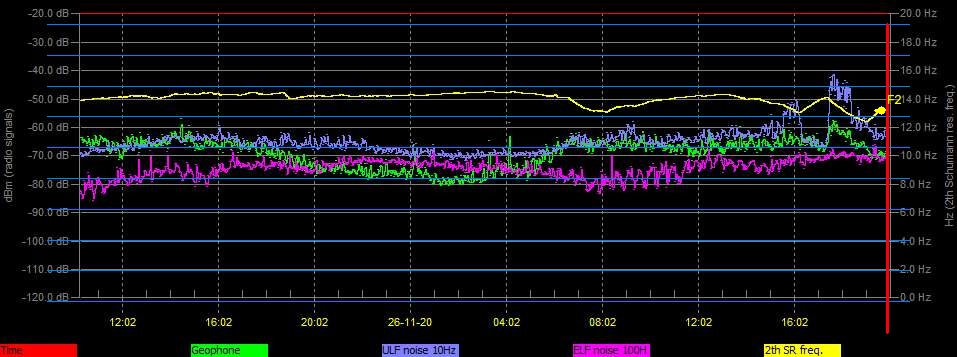 -20.0 dB 20.0 Hz
-30.0 dB 18.0 Hz
-40.0 dB 16.0 Hz
-50.0 dB 14.0 Hz
F2
-60.0 dB 12.0 Hz
-70.0 dB 10.0 Hz
-80.0 dB 8.0 Hz
-90.0 dB 6.0 Hz
-100.0 dB 4.0 Hz
-110.0 dB 2.0 Hz
-120.0 dB 0.0 Hz
dBm (radio signals)
Hz (2th Schumann res. freq.)
12:02 16:02 20:02 26-11-20 04:02 08:02 12:02 16:02
Time Geophone ULF noise 10Hz ELF noise 100H 2th SR freq.